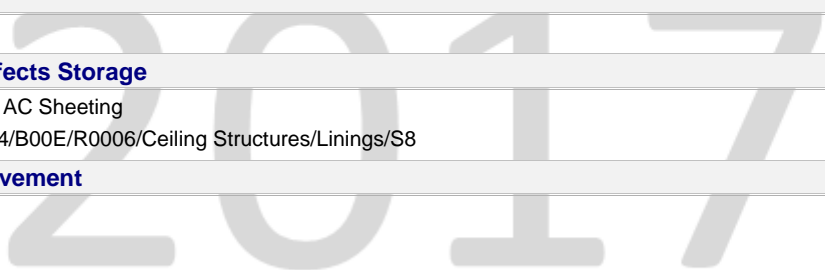 fects Storage
AC Sheeting
4/B00E/R0006/Ceiling Structures/Linings/S8
vement
2017